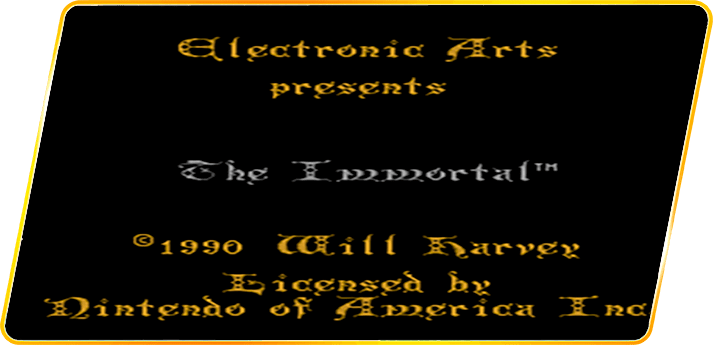 Electronic Arts
presents
The Immortal™
©1990 Will Harvey
Licensed by
Nintendo of America Inc